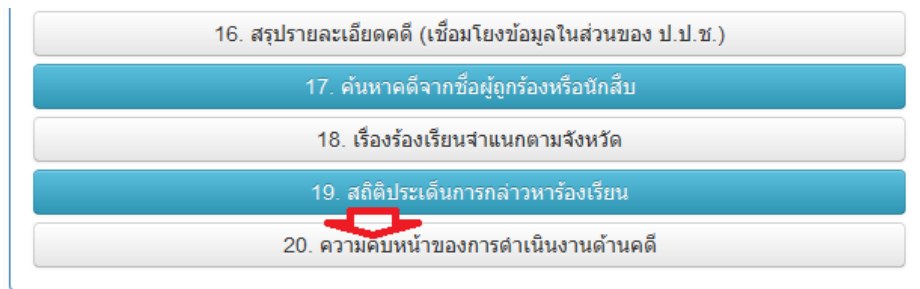 16. สรุปรายละเอียดคดี (เชื่อมโยงข้อมูลในส่วนของ ป.ป.ช.)
17. ค้นหาคดีจากชื่อผู้ถูกร้องหรือนักสืบ
18. เรื่องร้องเรียนจำแนกตามจังหวัด
19. สถิติประเด็นการกล่าวหาร้องเรียน
20. ความคืบหน้าของการดำเนินงานด้านคดี